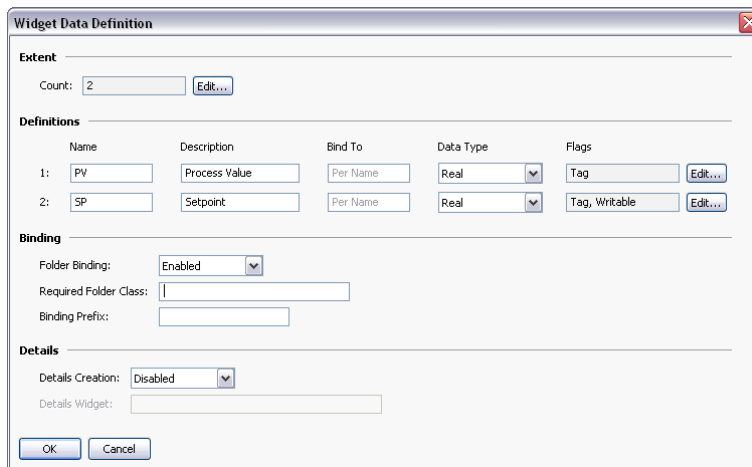 Widget Data Definition
Extent
Count: 2 Edit...
Definitions
Name Description Bind To Data Type Flags
1: PV Process Value Per Name Real Tag Edit...
2: SP Setpoint Per Name Real Tag, Writable Edit...
Binding
Folder Binding: Enabled
Required Folder Class:
Binding Prefix:
Details
Details Creation: Disabled
Details Widget:
OK Cancel